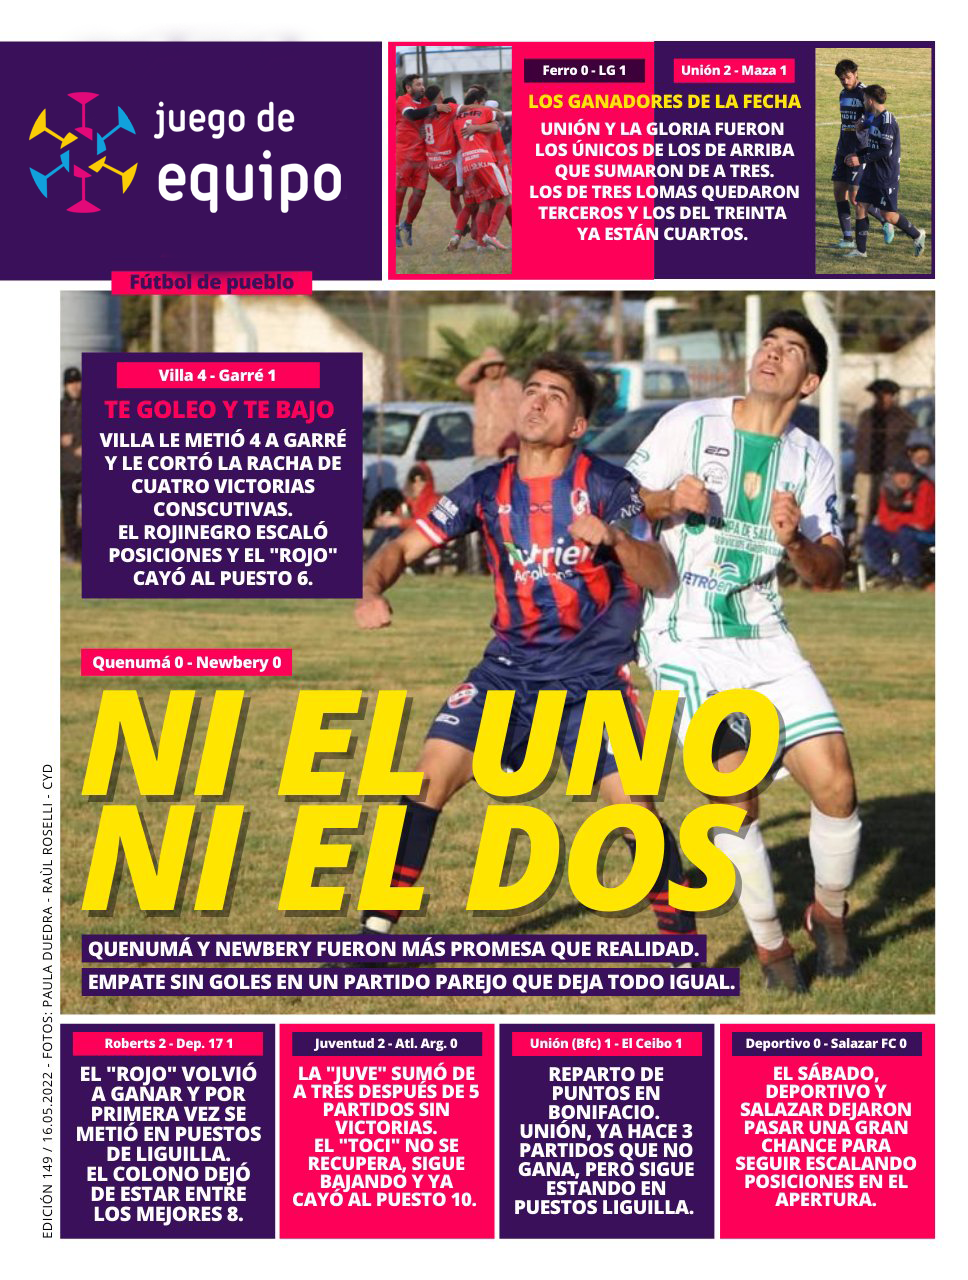 juego de
equipo
Fútbol de pueblo
Ferro 0 - LG 1
Unión 2 - Maza 1
LOS GANADORES DE LA FECHA
UNIÓN Y LA GLORIA FUERON
LOS ÚNICOS DE LOS DE ARRIBA
QUE SUMARON DE A TRES.
LOS DE TRES LOMAS QUEDARON
TERCEROS Y LOS DEL TREINTA
YA ESTÁN CUARTOS.
Villa 4 - Garré 1
TE GOLEO Y TE BAJO
VILLA LE METIÓ 4 A GARRÉ
Y LE CORTÓ LA RACHA DE
CUATRO VICTORIAS
CONSCUTIVAS.
EL ROJINEGRO ESCALÓ
POSICIONES Y EL "ROJO"
CAYÓ AL PUESTO 6.
Quenumá 0 - Newbery 0
NI EL UNO
NI EL DOS
QUENUMÁ Y NEWBERY FUERON MÁS PROMESA QUE REALIDAD.
EMPATE SIN GOLES EN UN PARTIDO PAREJO QUE DEJA TODO IGUAL.
EDICIÓN 149 / 16.05.2022 - FOTOS: PAULA DUEDRA - RAÙL ROSELLI - CYD
Roberts 2 - Dep. 17 1
EL "ROJO" VOLVIÓ
A GANAR Y POR
PRIMERA VEZ SE
METIÓ EN PUESTOS
DE LIGUILLA.
EL COLONO DEJÓ
DE ESTAR ENTRE
LOS MEJORES 8.
Juventud 2 - Atl. Arg. 0
LA "JUVE" SUMÓ DE
A TRES DESPUÉS DE 5
PARTIDOS SIN
VICTORIAS.
EL "TOCI" NO SE
RECUPERA, SIGUE
BAJANDO Y YA
CAYÓ AL PUESTO 10.
Unión (Bfc) 1 - El Ceibo 1
REPARTO DE
PUNTOS EN
BONIFACIO.
UNIÓN, YA HACE 3
PARTIDOS QUE NO
GANA, PERO SIGUE
ESTANDO EN
PUESTOS LIGUILLA.
Deportivo 0 - Salazar FC 0
EL SÁBADO,
DEPORTIVO Y
SALAZAR DEJARON
PASAR UNA GRAN
CHANCE PARA
SEGUIR ESCALANDO
POSICIONES EN EL
APERTURA.